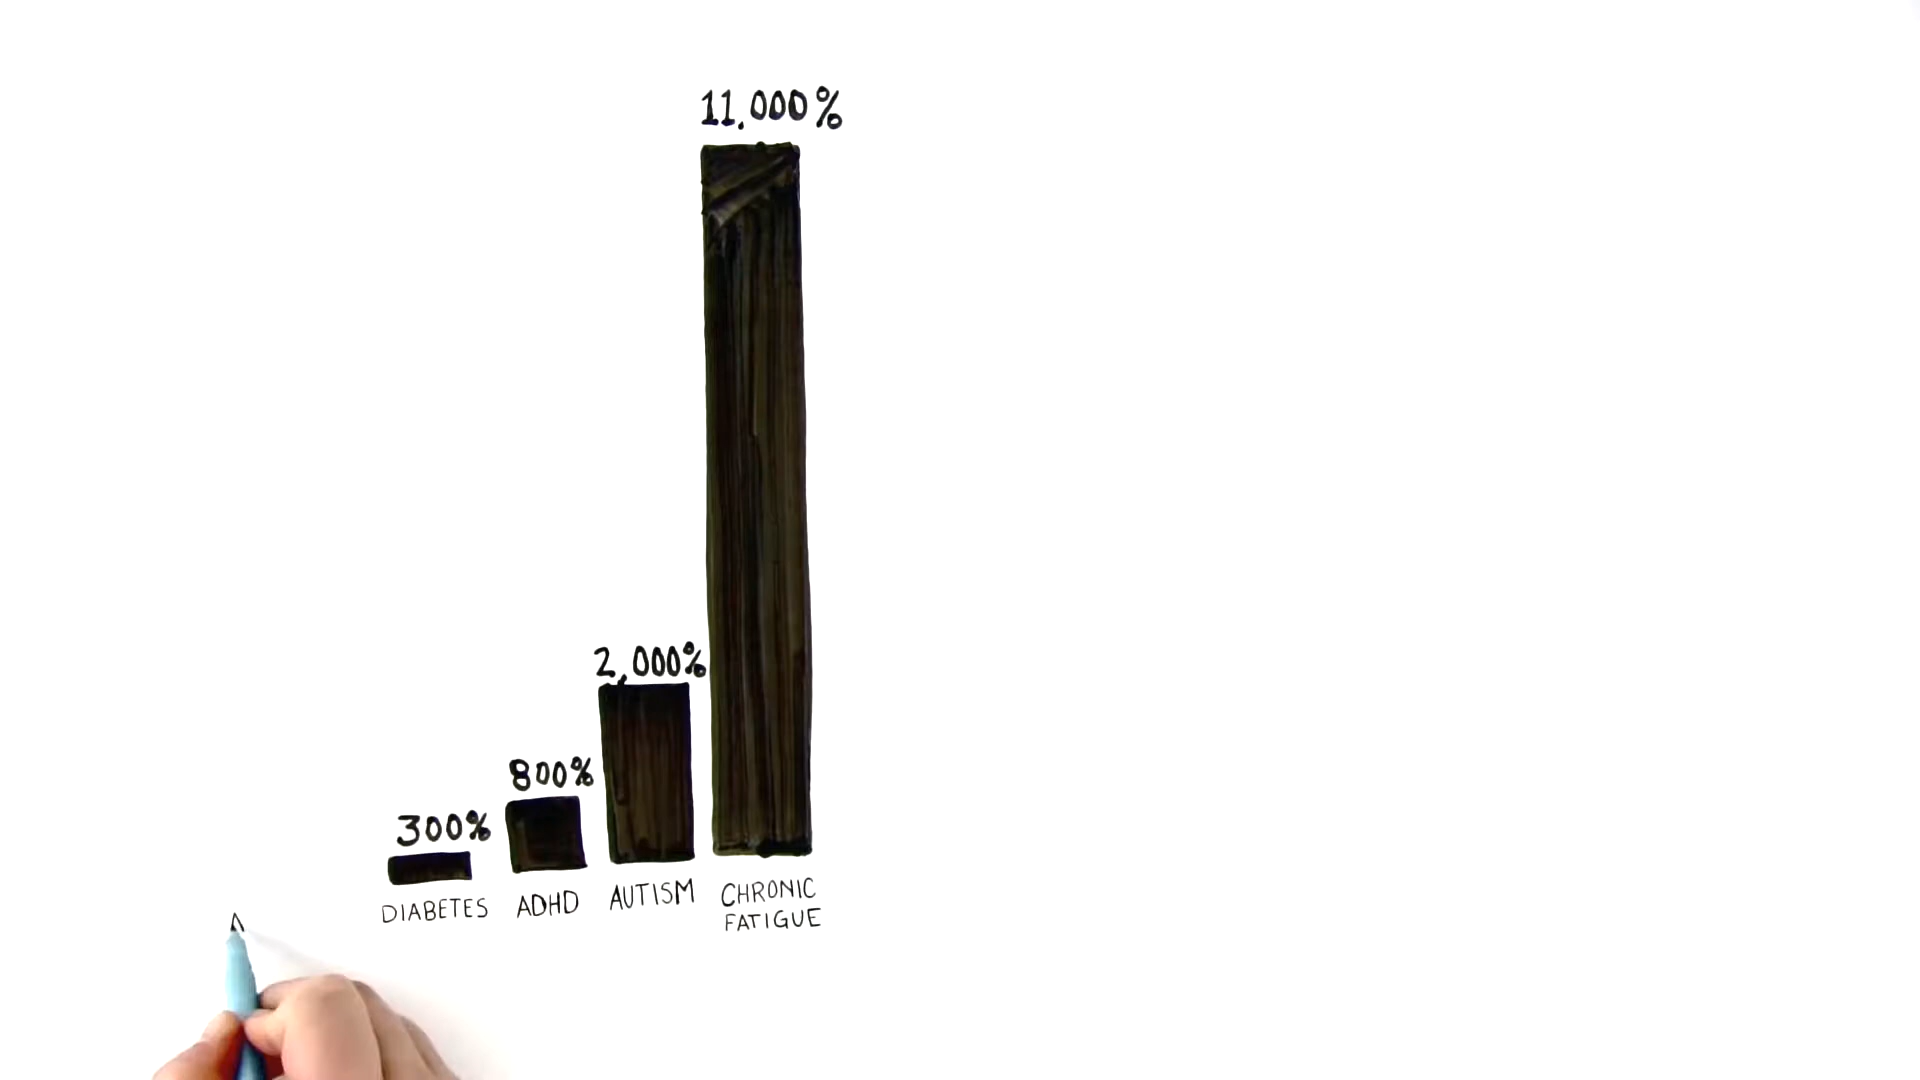 11,000%
2,000%
800%
300%
DIABETES
ADHD
AUTISM
CHRONIC
FATIGUE